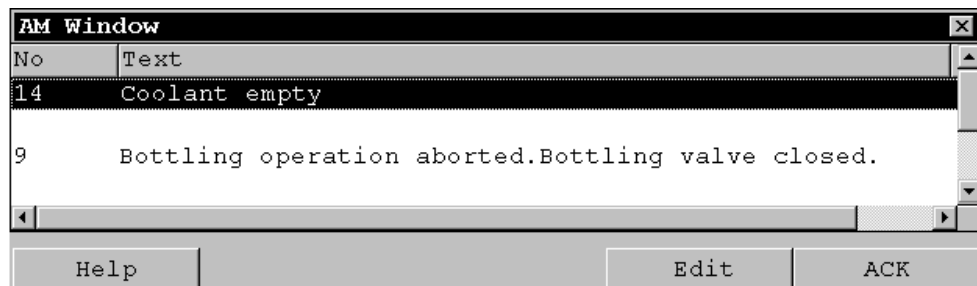 AM Window
No Text
14 Coolant empty
9 Bottling operation aborted.Bottling valve closed.
Help Edit ACK